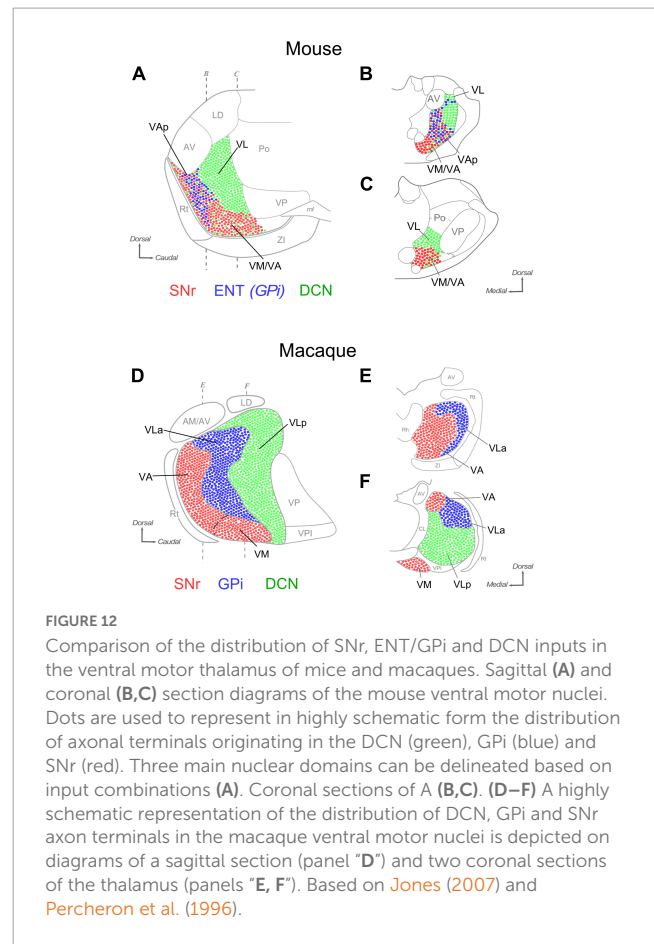 Mouse
A
B
C
LD
AV
VAp
VL
Po
Rt
VP
ml
ZI
VM/VA
Dorsal
Caudal
B
AV
VL
VAp
VM/VA
C
Po
VL
VP
VM/VA
Dorsal
Medial
SNr ENT (GPi) DCN
Macaque
D
E
F
LD
AM/AV
VLa
VLp
VA
Rt
VP
VPI
VM
Dorsal
Caudal
E
AV
Rt
Rh
ZI
VLa
VA
F
AV
VA
CL
VLa
Rt
VPI
VM
VLp
Dorsal
Medial
SNr GPi DCN
FIGURE 12
Comparison of the distribution of SNr, ENT/GPi and DCN inputs in
the ventral motor thalamus of mice and macaques. Sagittal (A) and
coronal (B,C) section diagrams of the mouse ventral motor nuclei.
Dots are used to represent in highly schematic form the distribution
of axonal terminals originating in the DCN (green), GPi (blue) and
SNr (red). Three main nuclear domains can be delineated based on
input combinations (A). Coronal sections of A (B,C). (D–F) A highly
schematic representation of the distribution of DCN, GPi and SNr
axon terminals in the macaque ventral motor nuclei is depicted on
diagrams of a sagittal section (panel “D”) and two coronal sections
of the thalamus (panels “E, F”). Based on Jones (2007) and
Percheron et al. (1996).